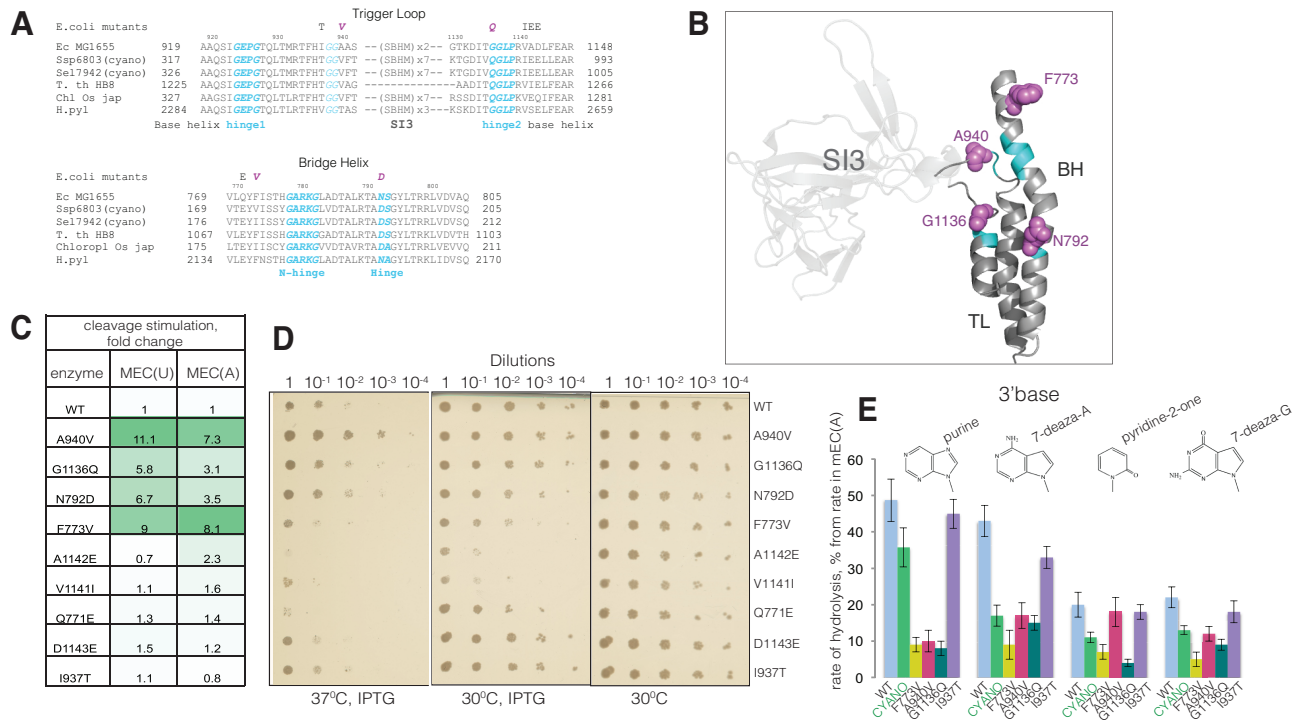 A
Trigger Loop
E.coli mutants T V Q IEE
920 930 940 1130 1140
Ec MG1655 919 AAQSIGEPGTQLTMRTFHIGGAAS --(SBHM)x2- GTKDITGGLPRVADLFEAR 1148
Ssp6803(cyano) 317 AAQSIGEPGTQLTMRTFHTGGVFT --(SBHM)x7- KTGDIVQGLPRIEELLEAR 993
Sel7942(cyano) 326 AAQSIGEPGTQLTMRTFHTGGVFT --(SBHM)x7- KTGDIVQGLPRIEELLEAR 1005
T. th HB8 1225 AAQSIGEPGTQLTMRTFHTGGVAG --------------AADITQGLPRVIELFEAR 1266
Chl Os jap 327 AAGSIGEPGTQLTLRTFHTGGVFT --(SBHM)x7- RSSDITQGLPKVEQIFEAR 1281
H.pyl 2284 AAQSIGEPGTQLTLRTFHVGGTAS --(SBHM)x3- KSKDITGGLPRVSELFEAR 2659
Base helix hinge1 SI3 hinge2 base helix
Bridge Helix
E.coli mutants E V D
770 780 792 800
Ec MG1655 769 VLQYFISTHGARKGLADTALKTANSGYLTRRLVDVAQ 805
Ssp6803(cyano) 169 VTEYVISSYGARKGLADTALRTADSGYLTRRLVDVSQ 205
Sel7942(cyano) 176 VMEYIISSYGARKGLADTALRTADSGYLTRRLVDVSQ 212
T. th HB8 1067 VLEYFISSHGARKGLADTALRTADSGYLTRKLVDVTH 1103
Chloropl Os jap 175 LTEYIISCYGARKGVVDTAVRTADAGYLTRRLVEVVQ 211
H.pyl 2134 VLEYFNSTHGARKGLADTALKTANAGYLTRKLIDVSQ 2170
N-hinge Hinge
B
SI3
F773
A940
BH
G1136
N792
TL
C
cleavage stimulation,
fold change
enzyme MEC(U) MEC(A)
WT 1 1
A940V 11.1 7.3
G1136Q 5.8 3.1
N792D 6.7 3.5
F773V 9 8.1
A1142E 0.7 2.3
V1141I 1.1 1.6
Q771E 1.3 1.4
D1143E 1.5 1.2
I937T 1.1 0.8
D
Dilutions
1 10-1 10-2 10-3 10-4 1 10-1 10-2 10-3 10-4 1 10-1 10-2 10-3 10-4
WT
A940V
G1136Q
N792D
F773V
A1142E
V1141I
Q771E
D1143E
I937T
37⁰C, IPTG 30⁰C, IPTG 30⁰C
E
3'base
purine 7-deaza-A pyridine-2-one 7-deaza-G
rate of hydrolysis, % from rate in mEC(A)
60
50
40
30
20
10
0
WT CYANO F773V A940V G1136Q I937T
WT CYANO F773V A940V G1136Q I937T
WT CYANO F773V A940V G1136Q I937T
WT CYANO F773V A940V G1136Q I937T